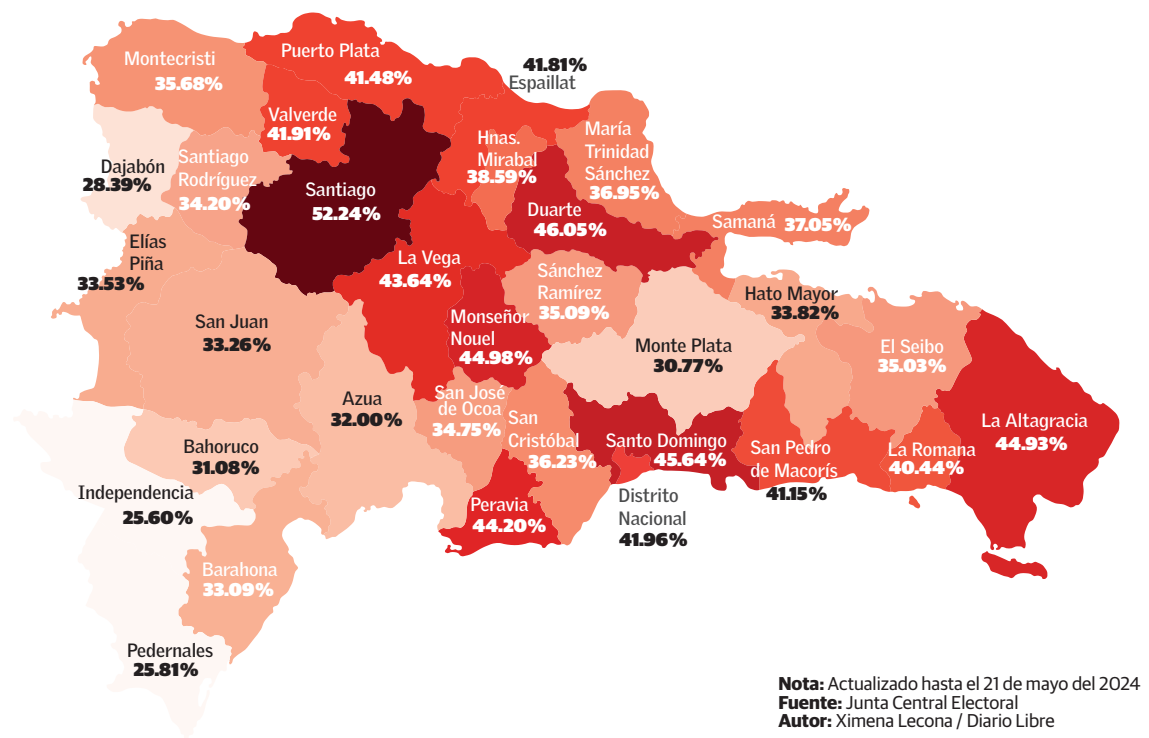 Montecristi
35.68%
Puerto Plata
41.48%
41.81%
Espaillat
Valverde
41.91%
Dajabón
28.39%
Santiago
Rodríguez
34.20%
Santiago
52.24%
Hnas.
Mirabal
38.59%
María
Trinidad
Sánchez
36.95%
Duarte
46.05%
Samaná 37.05%
Elías
Piña
33.53%
La Vega
43.64%
Sánchez
Ramírez
35.09%
Hato Mayor
33.82%
San Juan
33.26%
Monseñor
Nouel
44.98%
Monte Plata
30.77%
El Seibo
35.03%
Azua
32.00%
San José
de Ocoa
34.75%
San
Cristóbal
36.23%
Santo Domingo
45.64%
San Pedro
de Macorís
41.15%
La Romana
40.44%
La Altagracia
44.93%
Bahoruco
31.08%
Independencia
25.60%
Peravia
44.20%
Distrito
Nacional
41.96%
Barahona
33.09%
Pedernales
25.81%
Nota: Actualizado hasta el 21 de mayo del 2024
Fuente: Junta Central Electoral
Autor: Ximena Lecona / Diario Libre